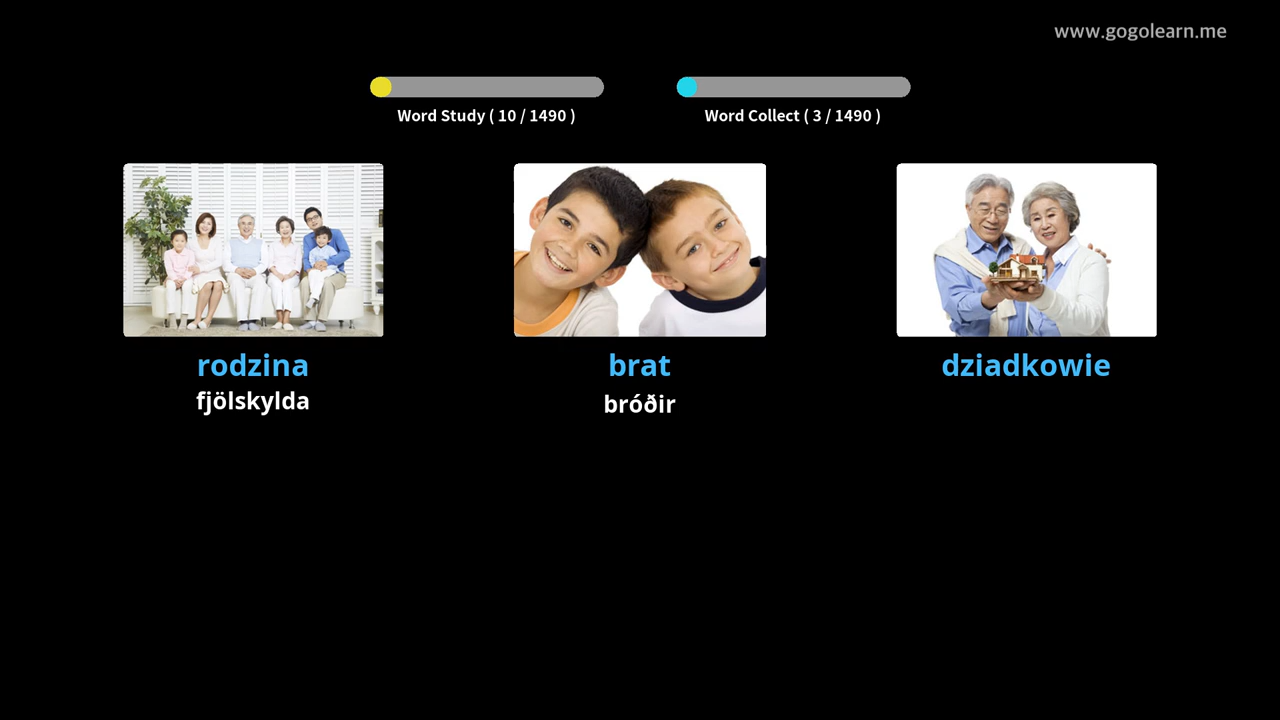 www.gogolearn.me
Word Study ( 10 / 1490 )
Word Collect ( 3 / 1490 )
rodzina
fjölskylda
brat
bróðir
dziadkowie